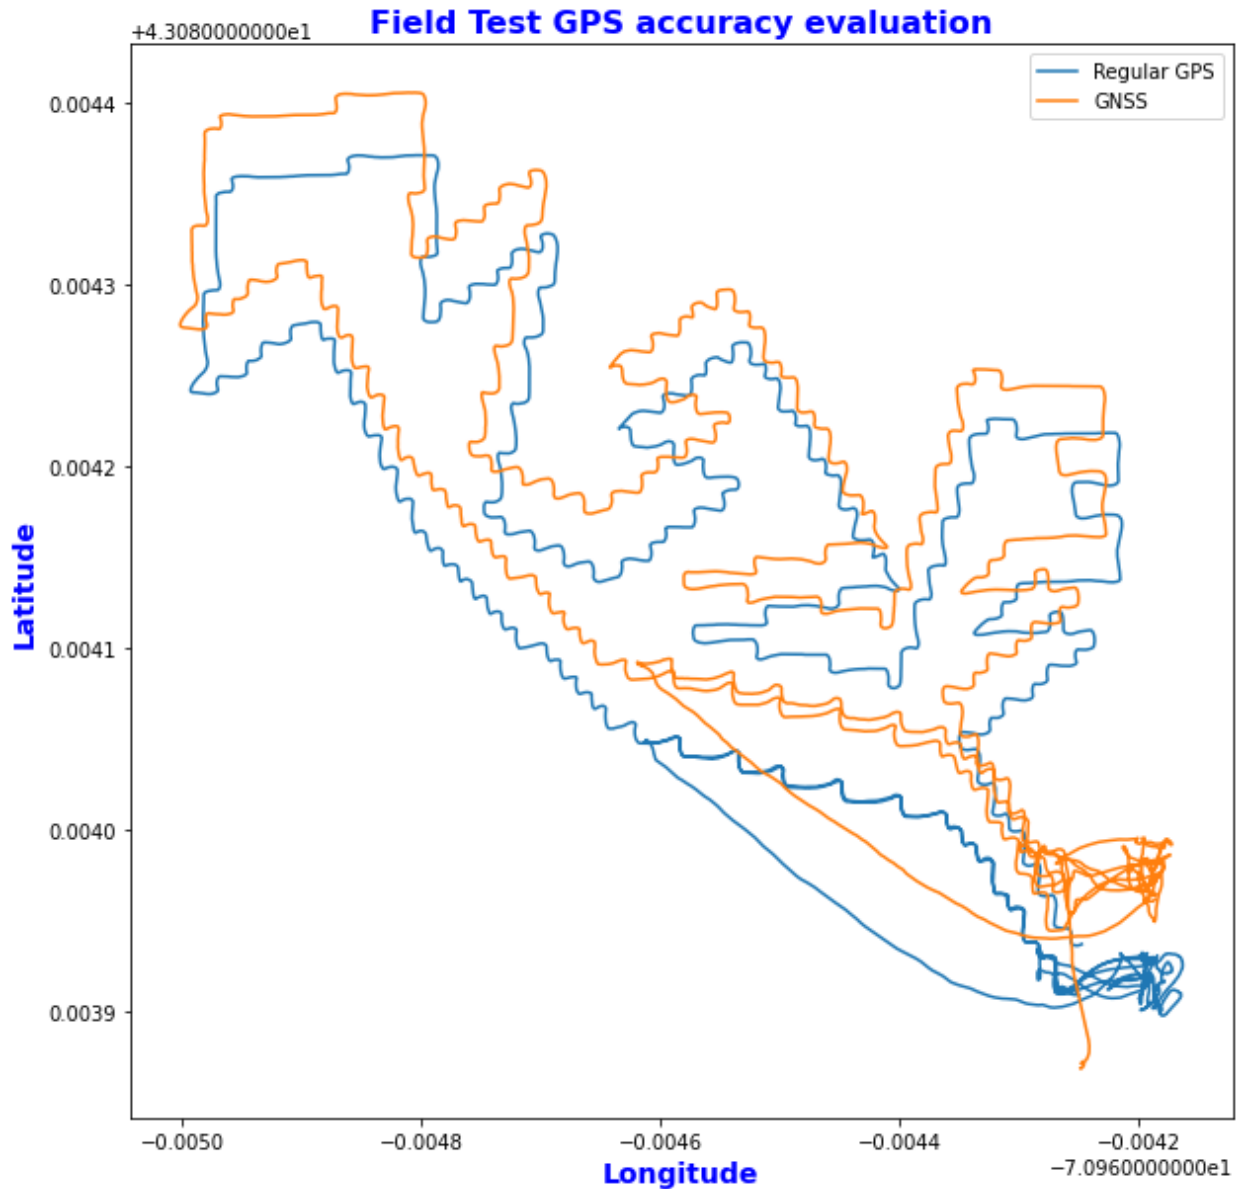 Field Test GPS accuracy evaluation
+4.3080000000e1
Regular GPS
GNSS
0.0044
0.0043
0.0042
0.0041
0.0040
0.0039
Latitude
−0.0050 −0.0048 −0.0046 −0.0044 −0.0042
−7.0960000000e1
Longitude